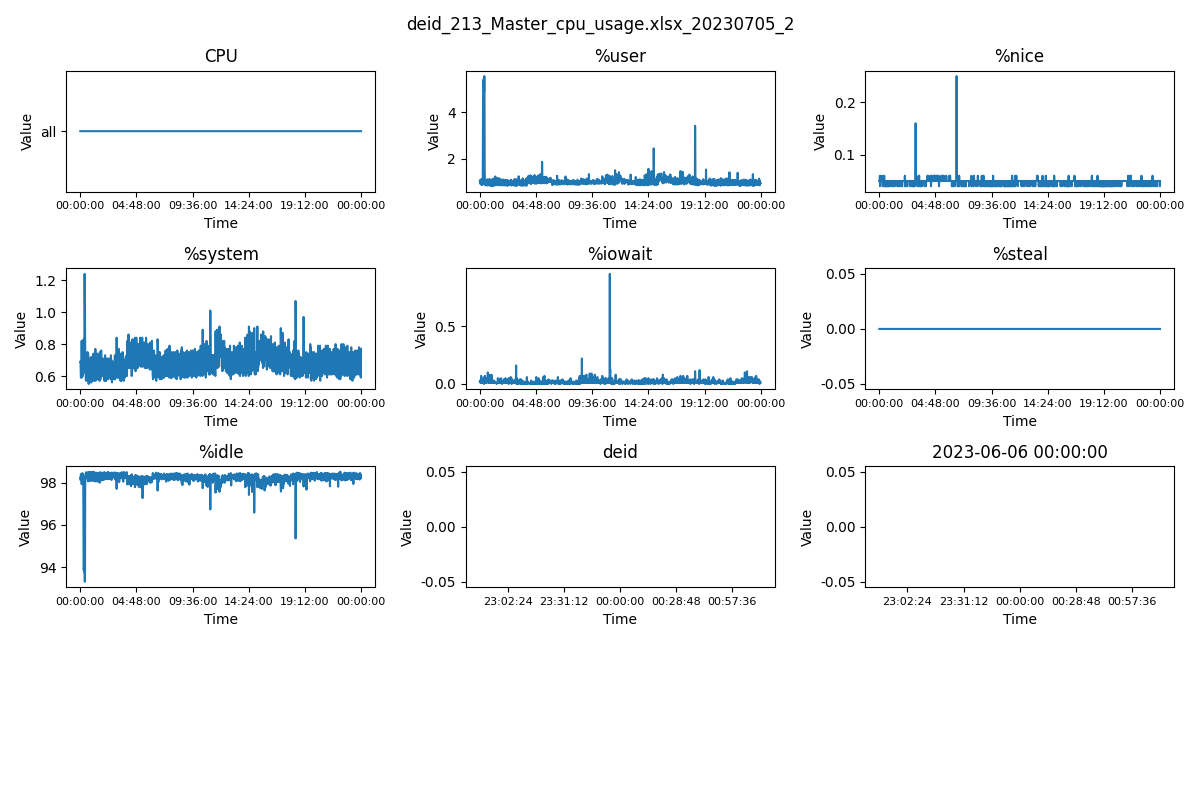 deid_213_Master_cpu_usage.xlsx_20230705_2
CPU
Value
all
00:00:00 04:48:00 09:36:00 14:24:00 19:12:00 00:00:00
Time
%user
Value
4
2
00:00:00 04:48:00 09:36:00 14:24:00 19:12:00 00:00:00
Time
%nice
Value
0.2
0.1
00:00:00 04:48:00 09:36:00 14:24:00 19:12:00 00:00:00
Time
%system
Value
1.2
1.0
0.8
0.6
00:00:00 04:48:00 09:36:00 14:24:00 19:12:00 00:00:00
Time
%iowait
Value
0.5
0.0
00:00:00 04:48:00 09:36:00 14:24:00 19:12:00 00:00:00
Time
%steal
Value
0.05
0.00
-0.05
00:00:00 04:48:00 09:36:00 14:24:00 19:12:00 00:00:00
Time
%idle
Value
98
96
94
00:00:00 04:48:00 09:36:00 14:24:00 19:12:00 00:00:00
Time
deid
Value
0.05
0.00
-0.05
23:02:24 23:31:12 00:00:00 00:28:48 00:57:36
Time
2023-06-06 00:00:00
Value
0.05
0.00
-0.05
23:02:24 23:31:12 00:00:00 00:28:48 00:57:36
Time